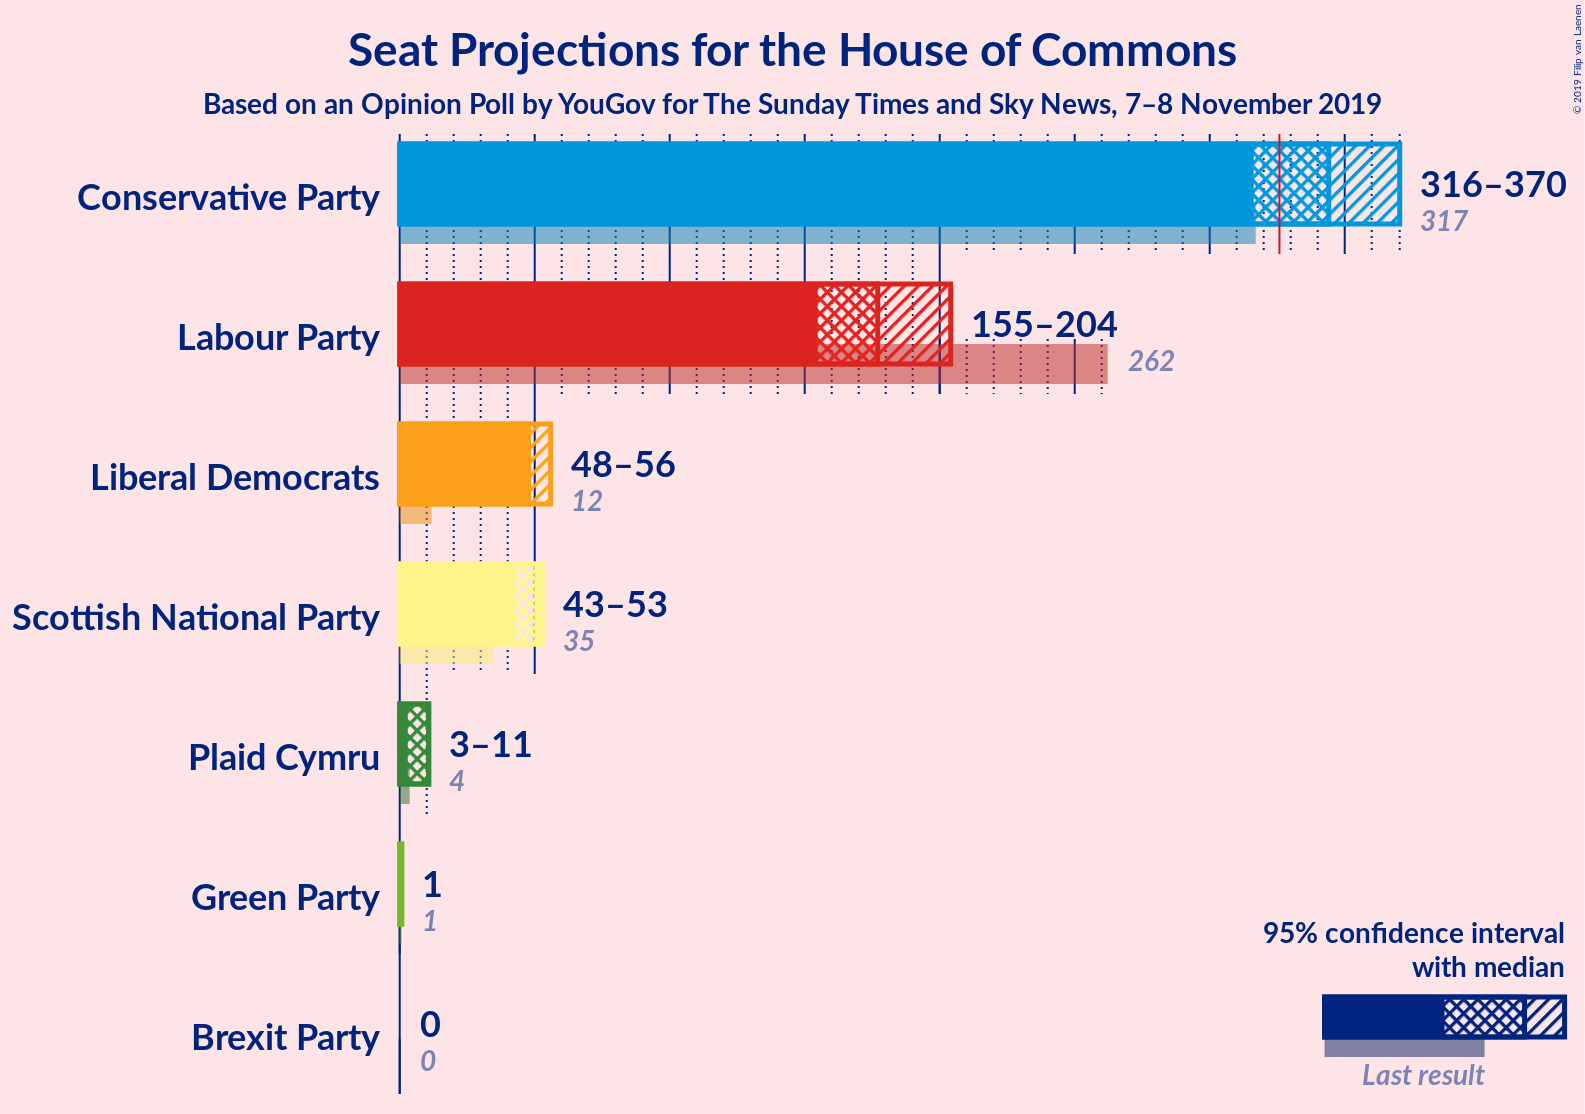 Seat Projections for the House of Commons
Based on an Opinion Poll by YouGov for The Sunday Times and Sky News, 7–8 November 2019
© 2019 Filip van Laenen
Conservative Party
316–370
317
Labour Party
155–204
262
Liberal Democrats
48–56
12
Scottish National Party
43–53
35
Plaid Cymru
3–11
4
Green Party
1
1
Brexit Party
0
0
95% confidence interval
with median
Last result